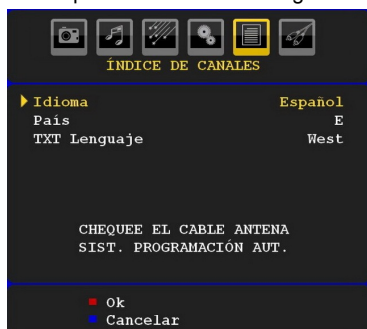 ÍNDICE DE CANALES
Idioma Español
País E
TXT Lenguaje West
CHEQUEE EL CABLE ANTENA
SIST. PROGRAMACIÓN AUT.
Ok
Cancelar